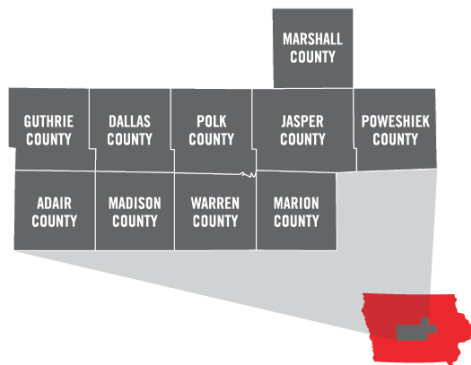 MARSHALL
COUNTY
GUTHRIE
COUNTY
DALLAS
COUNTY
POLK
COUNTY
JASPER
COUNTY
POWESHIEK
COUNTY
ADAIR
COUNTY
MADISON
COUNTY
WARREN
COUNTY
MARION
COUNTY